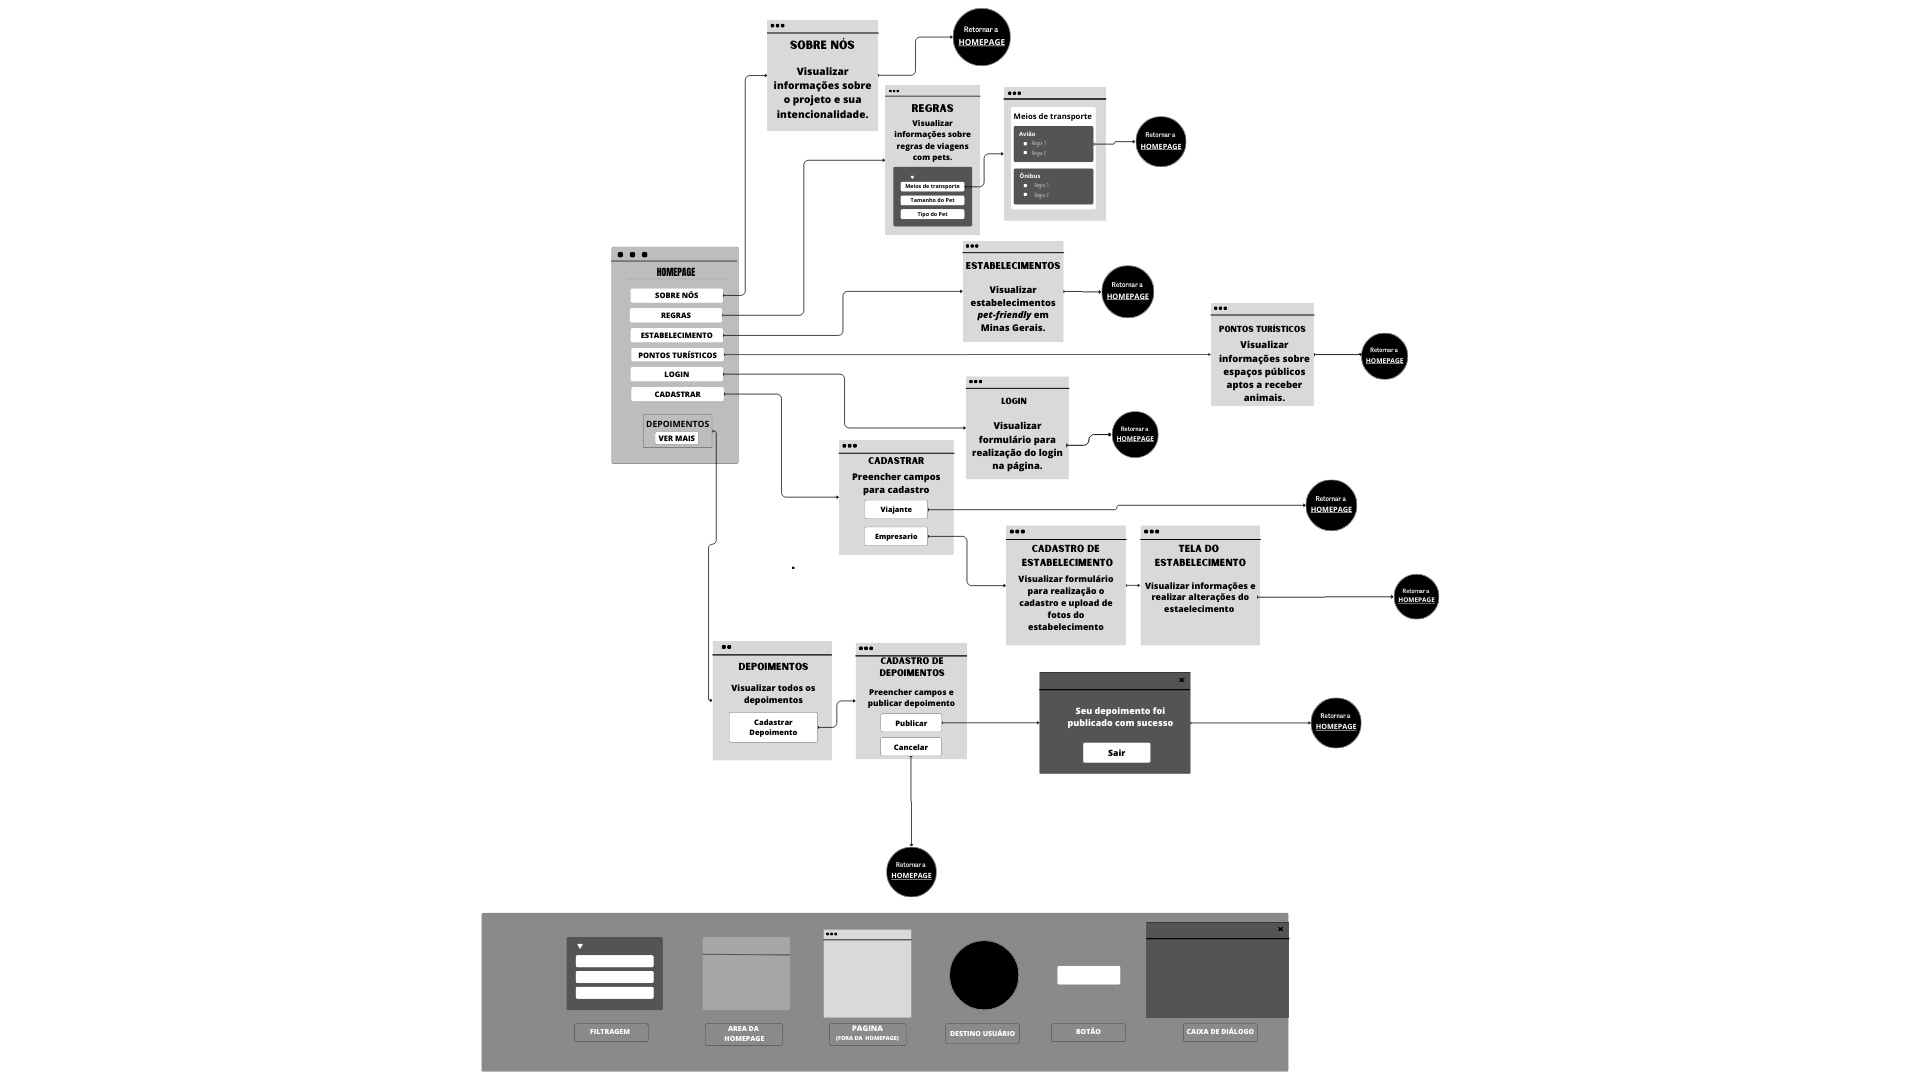 SOBRE NÓS
Visualizar
informações sobre
o projeto e sua
intencionalidade.
Retornar a
HOMEPAGE
REGRAS
Visualizar
informações sobre
regras de viagens
com pets.
Meios de transporte
Tamanho do Pet
Tipo do Pet
Meios de transporte
Avião
Regra 1
Regra 2
Ônibus
Regra 1
Regra 2
Retornar a
HOMEPAGE
HOMEPAGE
SOBRE NÓS
REGRAS
ESTABELECIMENTO
PONTOS TURÍSTICOS
LOGIN
CADASTRAR
DEPOIMENTOS
VER MAIS
ESTABELECIMENTOS
Visualizar
estabelecimentos
pet-friendly em
Minas Gerais.
Retornar a
HOMEPAGE
PONTOS TURÍSTICOS
Visualizar
informações sobre
espaços públicos
aptos a receber
animais.
Retornar a
HOMEPAGE
LOGIN
Visualizar
formulário para
realização do login
na página.
Retornar a
HOMEPAGE
CADASTRAR
Preencher campos
para cadastro
Viajante
Empresario
Retornar a
HOMEPAGE
CADASTRO DE
ESTABELECIMENTO
Visualizar formulário
para realização o
cadastro e upload de
fotos do
estabelecimento
TELA DO
ESTABELECIMENTO
Visualizar informações e
realizar alterações do
estaelecimento
Retornar a
HOMEPAGE
DEPOIMENTOS
Visualizar todos os
depoimentos
Cadastrar
Depoimento
CADASTRO DE
DEPOIMENTOS
Preencher campos e
publicar depoimento
Publicar
Cancelar
Seu depoimento foi
publicado com sucesso
Sair
Retornar a
HOMEPAGE
Retornar a
HOMEPAGE
FILTRAGEM
AREA DA
HOMEPAGE
PAGINA
(FORA DA HOMEPAGE)
DESTINO USUÁRIO
BOTÃO
CAIXA DE DIÁLOGO